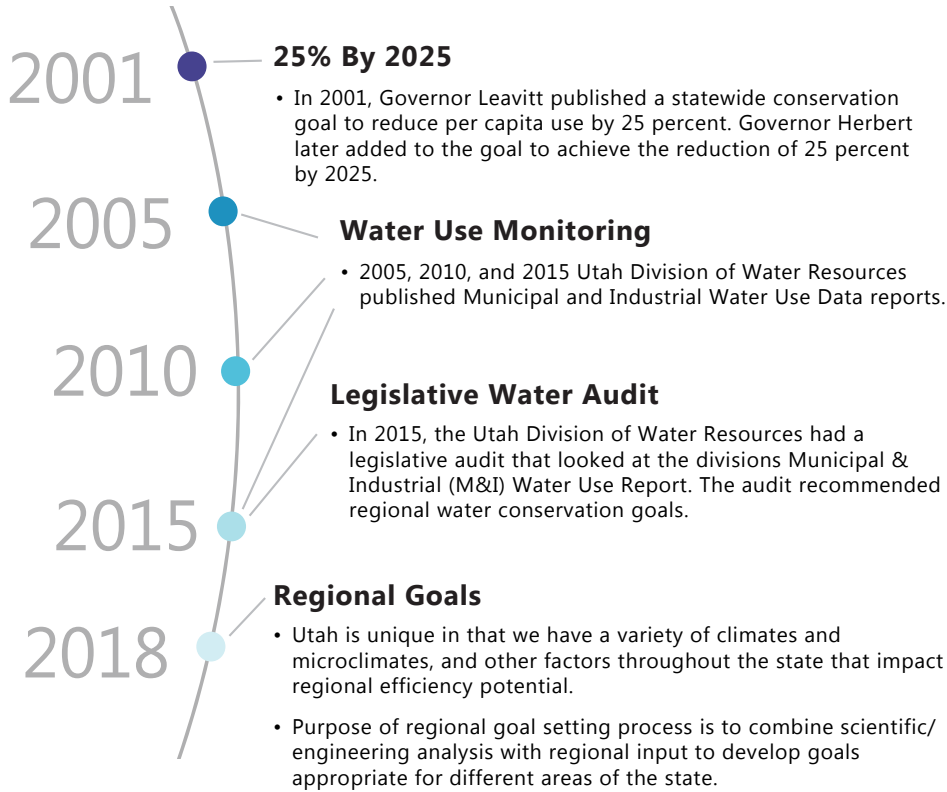 2001
25% By 2025
• In 2001, Governor Leavitt published a statewide conservation
goal to reduce per capita use by 25 percent. Governor Herbert
later added to the goal to achieve the reduction of 25 percent
by 2025.
2005
Water Use Monitoring
• 2005, 2010, and 2015 Utah Division of Water Resources
published Municipal and Industrial Water Use Data reports.
2010
Legislative Water Audit
• In 2015, the Utah Division of Water Resources had a
legislative audit that looked at the divisions Municipal &
Industrial (M&I) Water Use Report. The audit recommended
regional water conservation goals.
2015
Regional Goals
2018
• Utah is unique in that we have a variety of climates and
microclimates, and other factors throughout the state that impact
regional efficiency potential.
• Purpose of regional goal setting process is to combine scientific/
engineering analysis with regional input to develop goals
appropriate for different areas of the state.